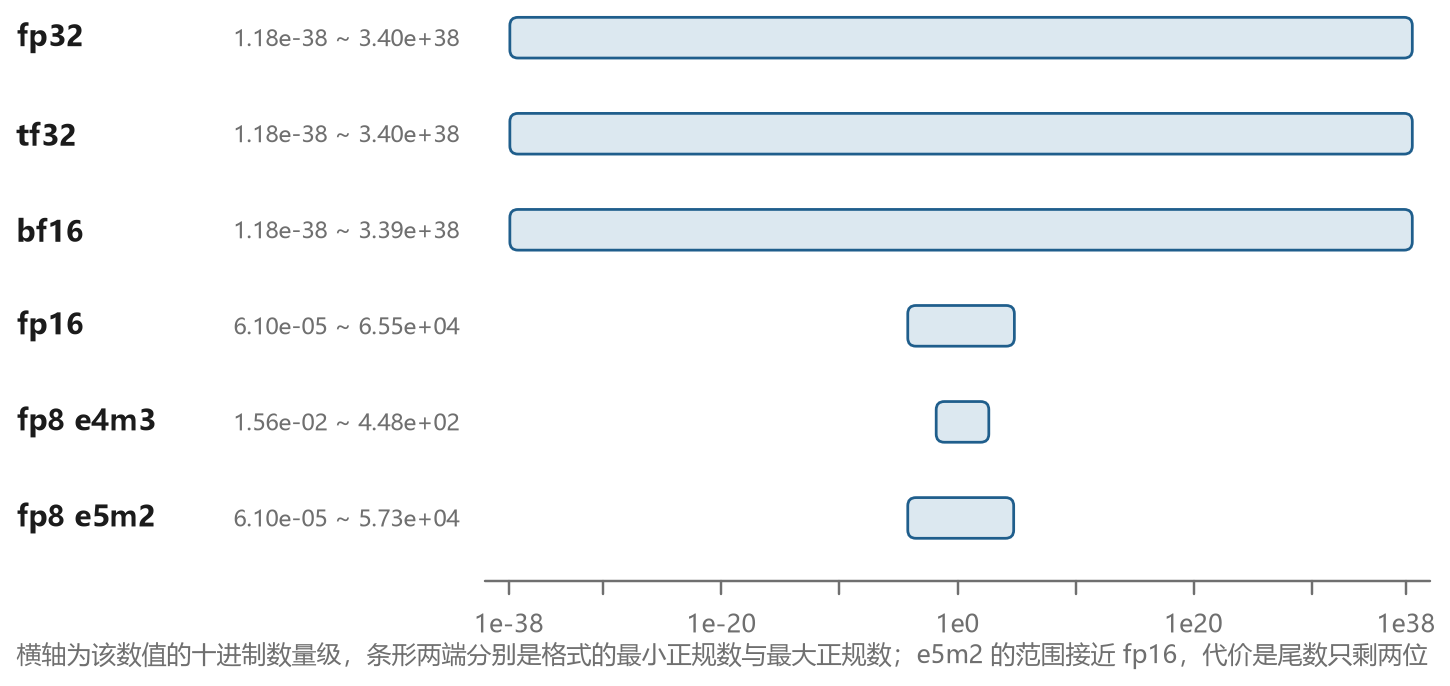 fp32 1.18e-38 ~ 3.40e+38
tf32 1.18e-38 ~ 3.40e+38
bf16 1.18e-38 ~ 3.39e+38
fp16 6.10e-05 ~ 6.55e+04
fp8 e4m3 1.56e-02 ~ 4.48e+02
fp8 e5m2 6.10e-05 ~ 5.73e+04
1e-38 1e-20 1e0 1e20 1e38
横轴为该数值的十进制数量级，条形两端分别是格式的最小正规数与最大正规数；e5m2 的范围接近 fp16，代价是尾数只剩两位